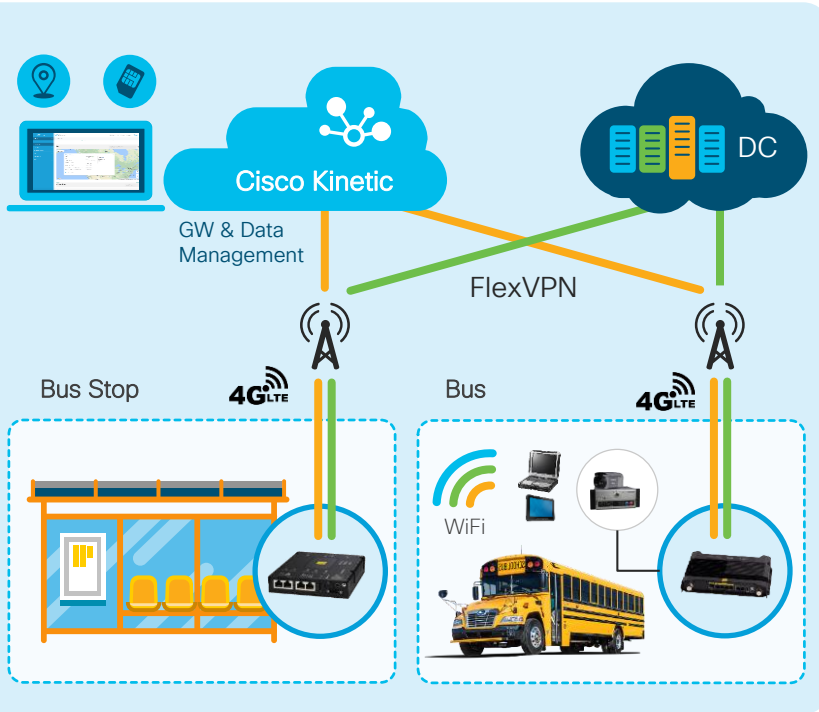 Cisco Kinetic
DC
GW & Data
Management
FlexVPN
Bus Stop
4G LTE
Bus
4G LTE
WiFi